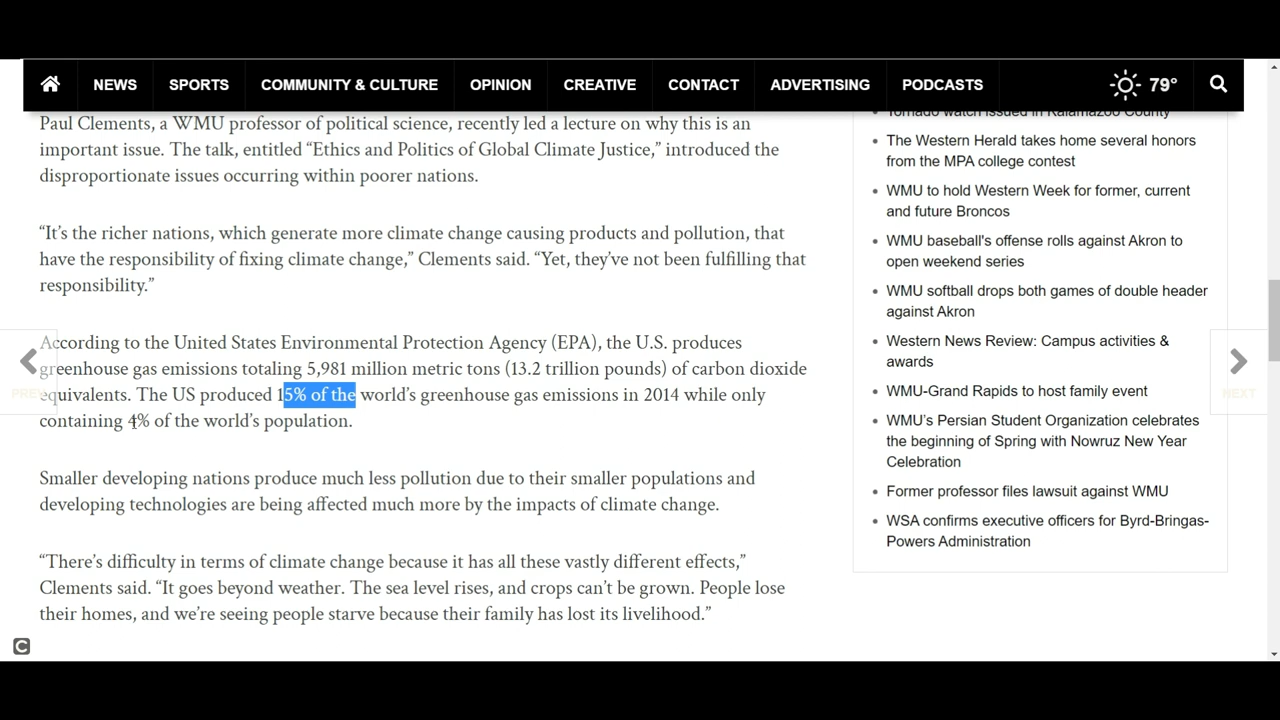 NEWS
SPORTS
COMMUNITY & CULTURE
OPINION
CREATIVE
CONTACT
ADVERTISING
PODCASTS
79°
Paul Clements, a WMU professor of political science, recently led a lecture on why this is an
important issue. The talk, entitled “Ethics and Politics of Global Climate Justice,” introduced the
disproportionate issues occurring within poorer nations.
“It’s the richer nations, which generate more climate change causing products and pollution, that
have the responsibility of fixing climate change,” Clements said. “Yet, they’ve not been fulfilling that
responsibility.”
According to the United States Environmental Protection Agency (EPA), the U.S. produces
greenhouse gas emissions totaling 5,981 million metric tons (13.2 trillion pounds) of carbon dioxide
equivalents. The US produced 15% of the world’s greenhouse gas emissions in 2014 while only
containing 4% of the world’s population.
Smaller developing nations produce much less pollution due to their smaller populations and
developing technologies are being affected much more by the impacts of climate change.
“There’s difficulty in terms of climate change because it has all these vastly different effects,”
Clements said. “It goes beyond weather. The sea level rises, and crops can’t be grown. People lose
their homes, and we’re seeing people starve because their family has lost its livelihood.”
PREV
NEXT
Tornado watch issued in Kalamazoo County
The Western Herald takes home several honors
from the MPA college contest
WMU to hold Western Week for former, current
and future Broncos
WMU baseball's offense rolls against Akron to
open weekend series
WMU softball drops both games of double header
against Akron
Western News Review: Campus activities &
awards
WMU-Grand Rapids to host family event
WMU’s Persian Student Organization celebrates
the beginning of Spring with Nowruz New Year
Celebration
Former professor files lawsuit against WMU
WSA confirms executive officers for Byrd-Bringas-
Powers Administration
C